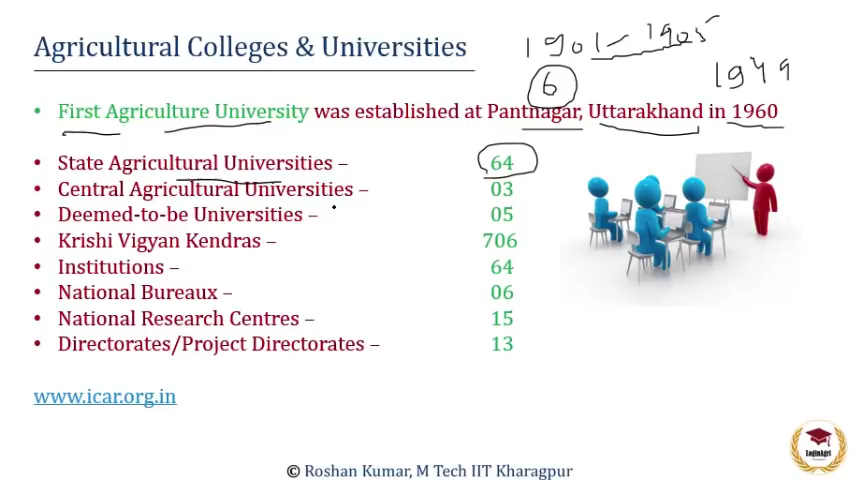 Agricultural Colleges & Universities
1901 - 1905
6
1949
• First Agriculture University was established at Pantnagar, Uttarakhand in 1960
• State Agricultural Universities – 64
• Central Agricultural Universities – 03
• Deemed-to-be Universities – 05
• Krishi Vigyan Kendras – 706
• Institutions – 64
• National Bureaux – 06
• National Research Centres – 15
• Directorates/Project Directorates – 13
www.icar.org.in
LoginAgri
© Roshan Kumar, M Tech IIT Kharagpur